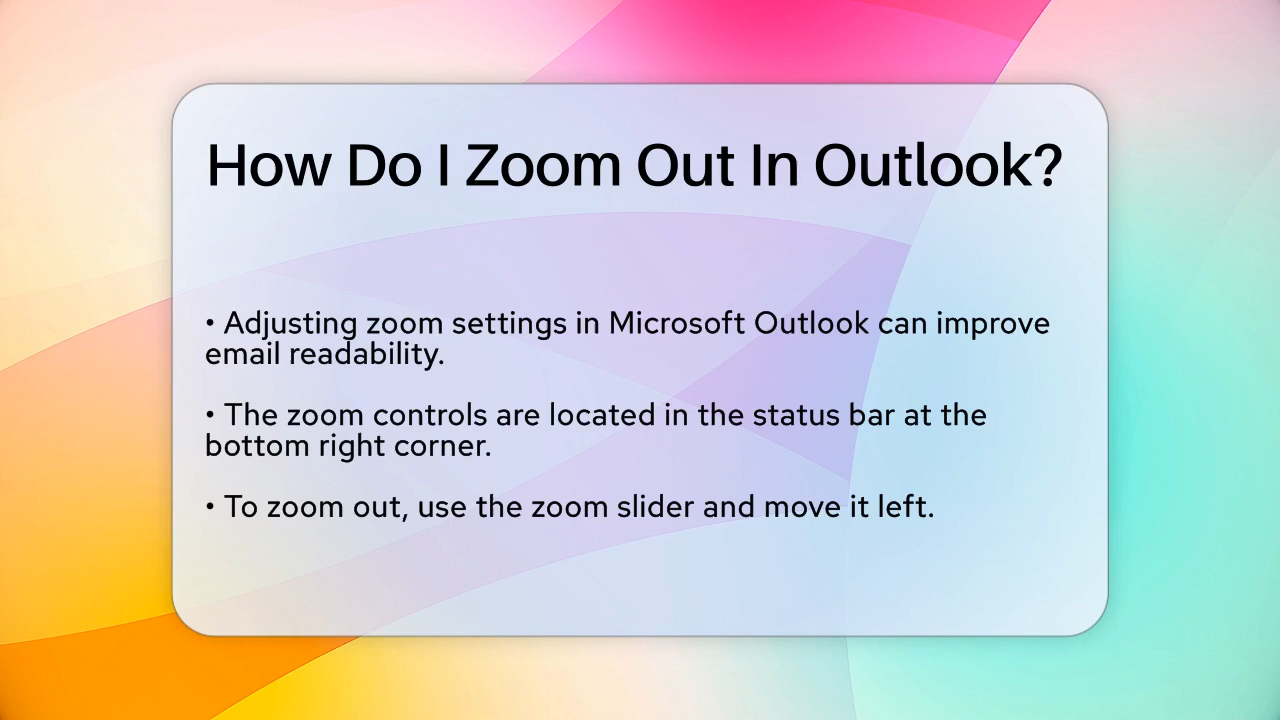 How Do I Zoom Out In Outlook?
• Adjusting zoom settings in Microsoft Outlook can improve
email readability.
• The zoom controls are located in the status bar at the
bottom right corner.
• To zoom out, use the zoom slider and move it left.